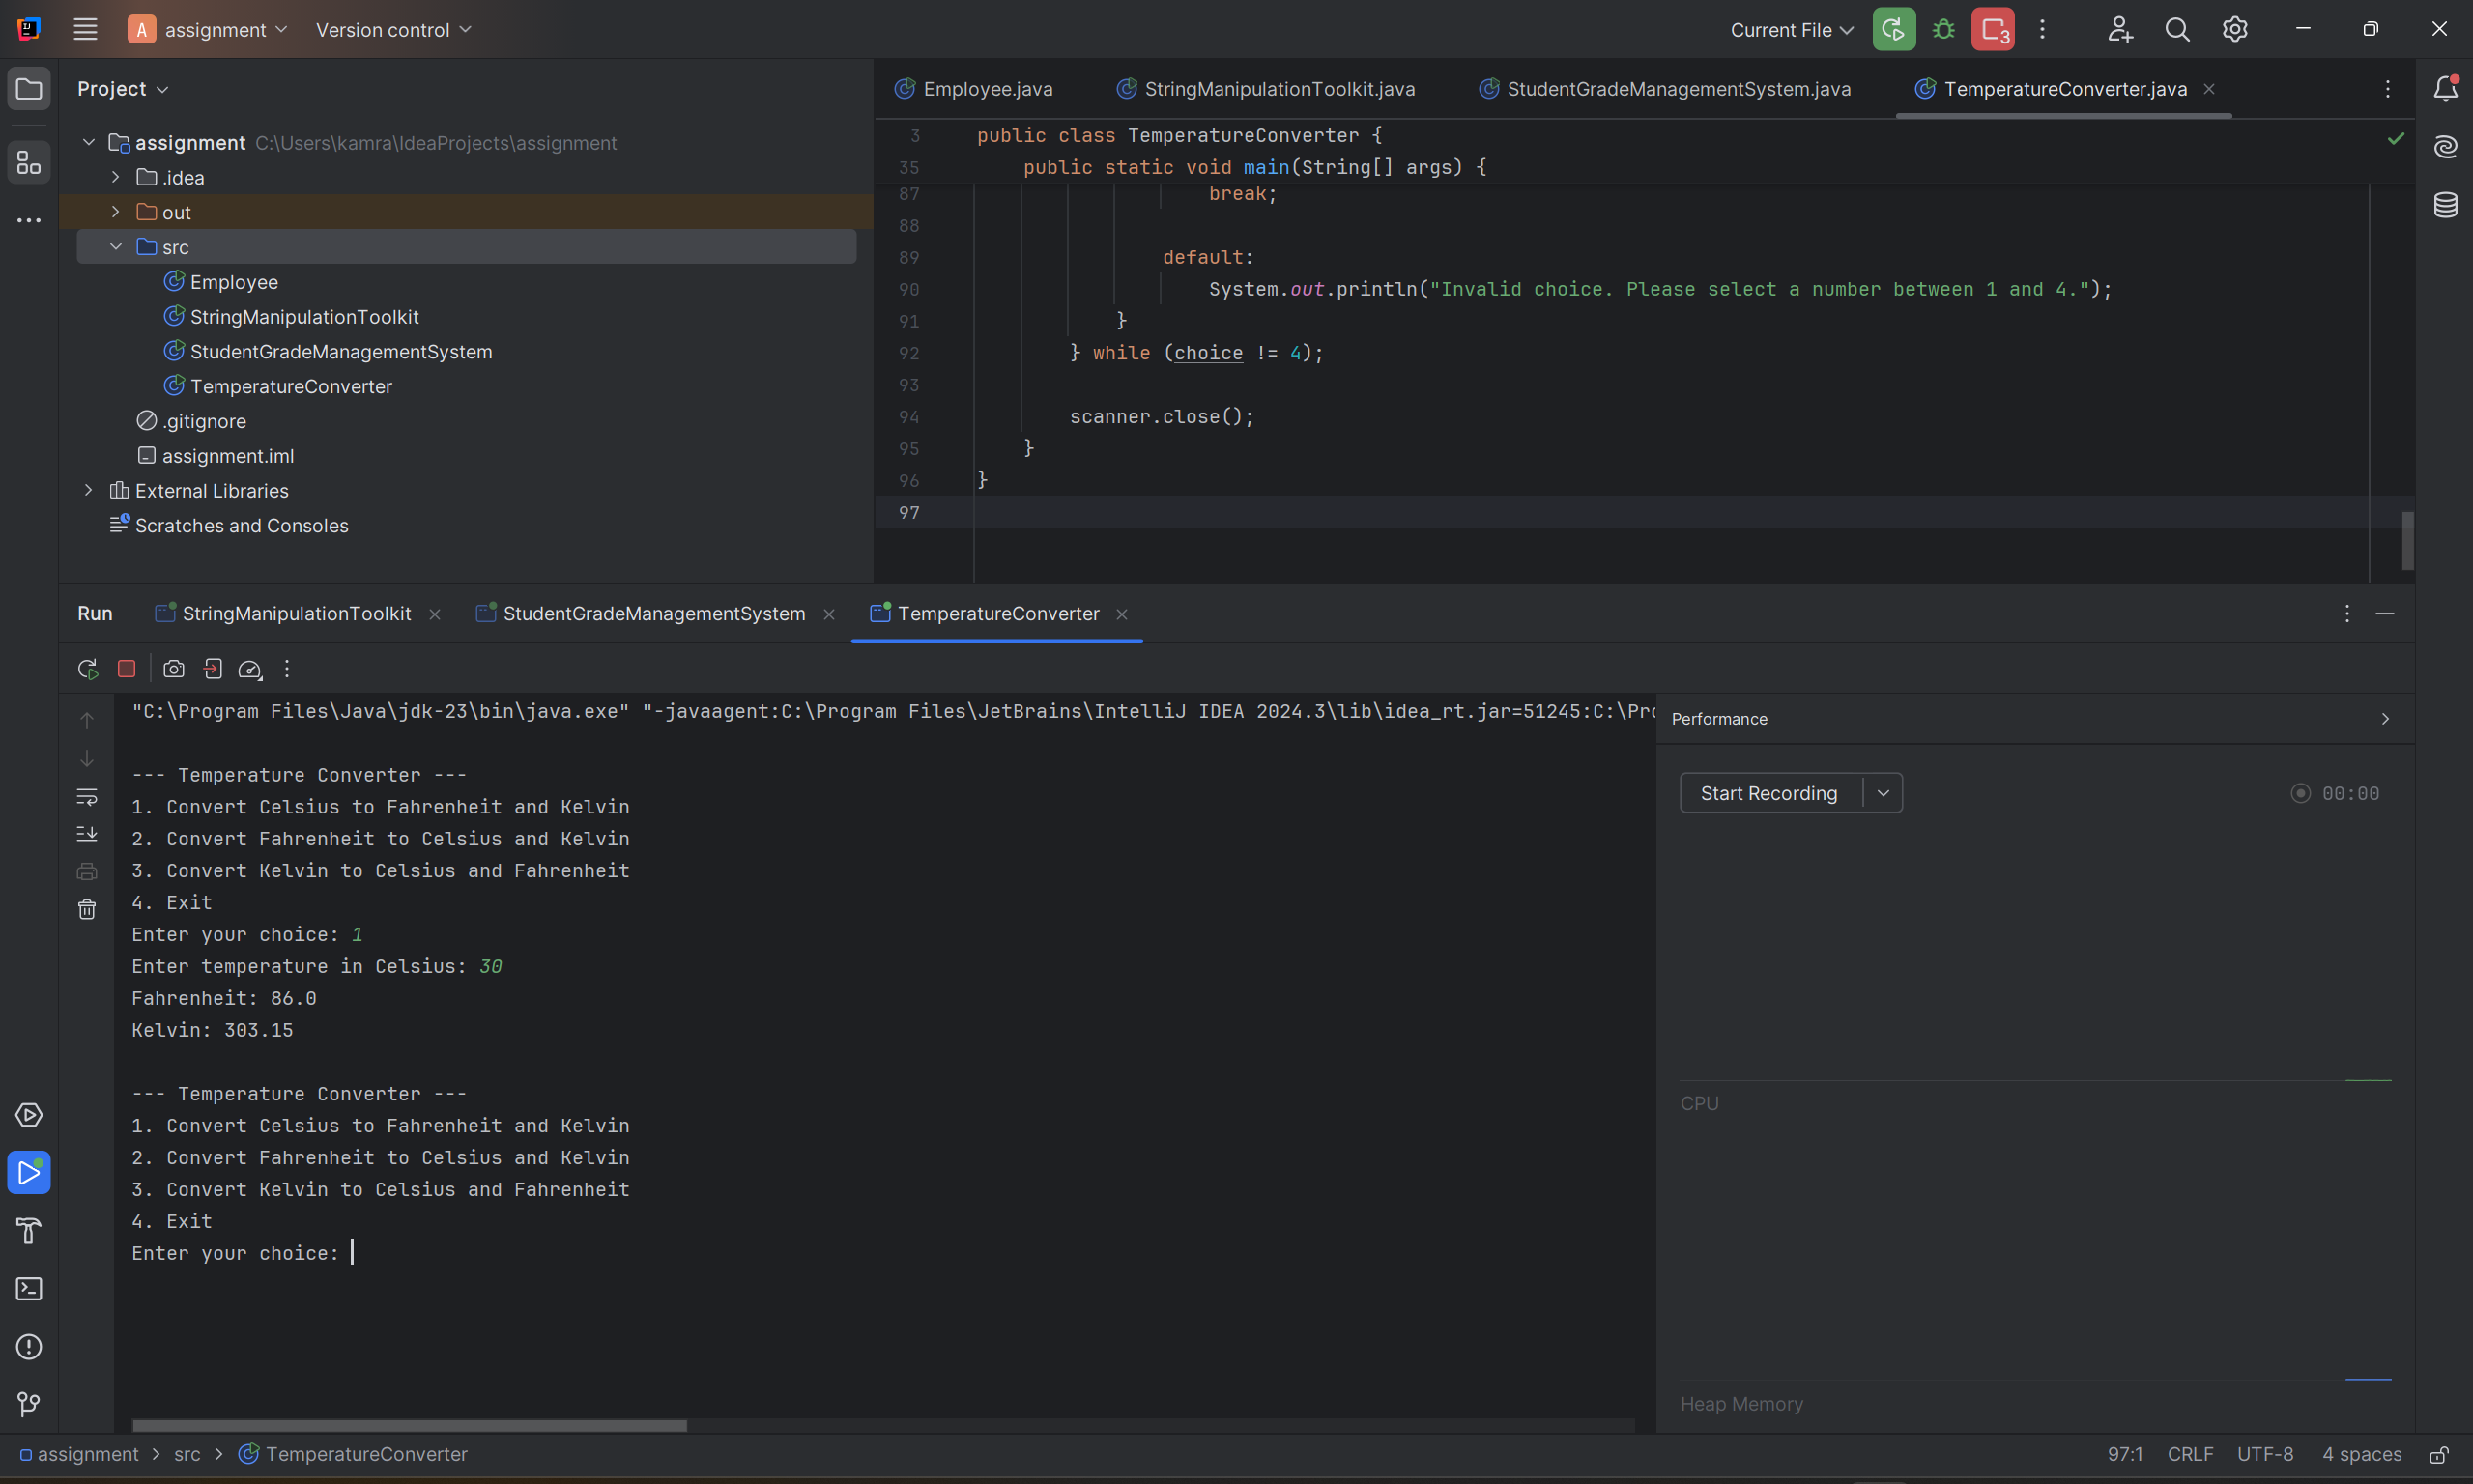 A assignment Version control Current File 3
Project
assignment C:\Users\kamra\IdeaProjects\assignment
.idea
out
src
Employee
StringManipulationToolkit
StudentGradeManagementSystem
TemperatureConverter
.gitignore
assignment.iml
External Libraries
Scratches and Consoles
Employee.java StringManipulationToolkit.java StudentGradeManagementSystem.java TemperatureConverter.java
3 public class TemperatureConverter {
35 public static void main(String[] args) {
87 break;
88
89 default:
90 System.out.println("Invalid choice. Please select a number between 1 and 4.");
91 }
92 } while (choice != 4);
93
94 scanner.close();
95 }
96 }
97
Run StringManipulationToolkit StudentGradeManagementSystem TemperatureConverter
"C:\Program Files\Java\jdk-23\bin\java.exe" "-javaagent:C:\Program Files\JetBrains\IntelliJ IDEA 2024.3\lib\idea_rt.jar=51245:C:\Pro
--- Temperature Converter ---
1. Convert Celsius to Fahrenheit and Kelvin
2. Convert Fahrenheit to Celsius and Kelvin
3. Convert Kelvin to Celsius and Fahrenheit
4. Exit
Enter your choice: 1
Enter temperature in Celsius: 30
Fahrenheit: 86.0
Kelvin: 303.15
--- Temperature Converter ---
1. Convert Celsius to Fahrenheit and Kelvin
2. Convert Fahrenheit to Celsius and Kelvin
3. Convert Kelvin to Celsius and Fahrenheit
4. Exit
Enter your choice:
Performance
Start Recording 00:00
CPU
Heap Memory
assignment > src > TemperatureConverter 97:1 CRLF UTF-8 4 spaces